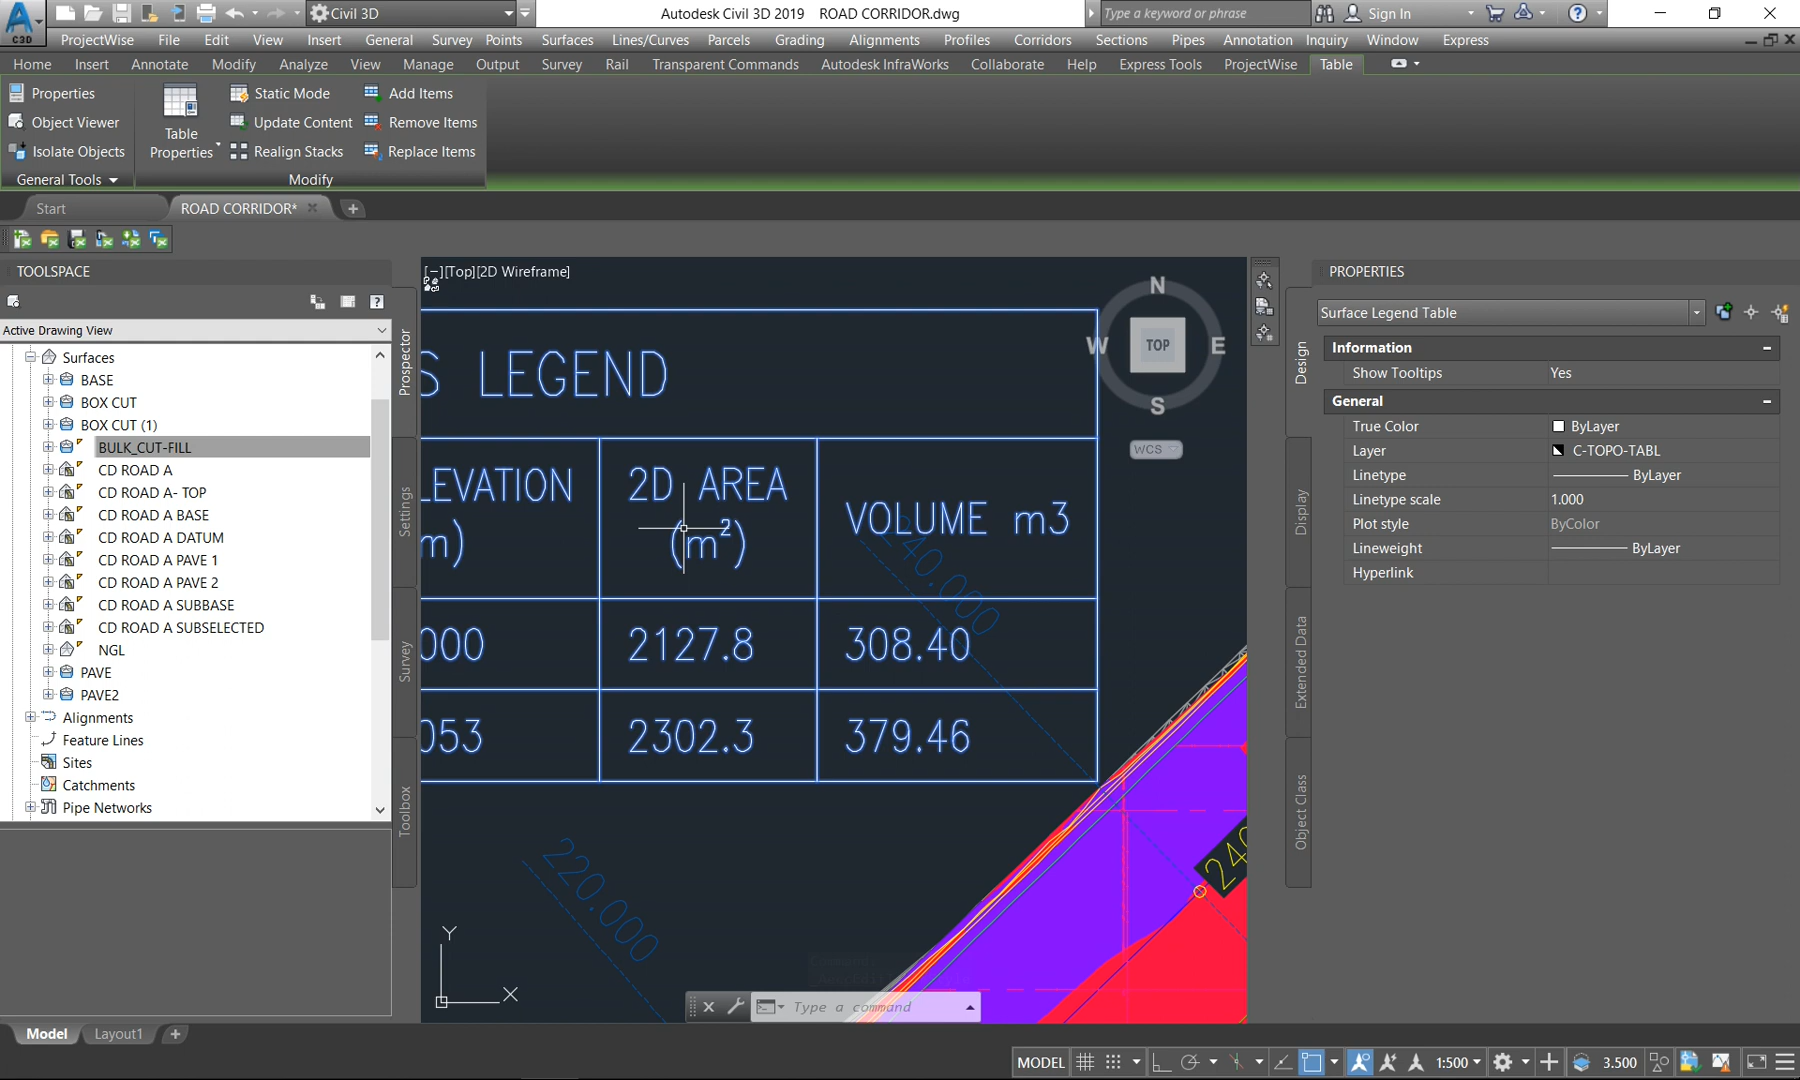 C3D
Civil 3D
Autodesk Civil 3D 2019 ROAD CORRIDOR.dwg
Type a keyword or phrase
Sign In
ProjectWise File Edit View Insert General Survey Points Surfaces Lines/Curves Parcels Grading Alignments Profiles Corridors Sections Pipes Annotation Inquiry Window Express
Home Insert Annotate Modify Analyze View Manage Output Survey Rail Transparent Commands Autodesk InfraWorks Collaborate Help Express Tools ProjectWise Table
Properties
Object Viewer
Isolate Objects
General Tools
Table
Properties
Static Mode
Update Content
Realign Stacks
Add Items
Remove Items
Replace Items
Modify
Start
ROAD CORRIDOR*
TOOLSPACE
Active Drawing View
Surfaces
BASE
BOX CUT
BOX CUT (1)
BULK_CUT-FILL
CD ROAD A
CD ROAD A- TOP
CD ROAD A BASE
CD ROAD A DATUM
CD ROAD A PAVE 1
CD ROAD A PAVE 2
CD ROAD A SUBBASE
CD ROAD A SUBSELECTED
NGL
PAVE
PAVE2
Alignments
Feature Lines
Sites
Catchments
Pipe Networks
Prospector
Settings
Survey
Toolbox
[−][Top][2D Wireframe]
S LEGEND
LEVATION
m)
2D AREA
(m²)
VOLUME m3
000 2127.8 308.40
053 2302.3 379.46
240.000
220.000
240
N
W TOP E
S
WCS
Y
X
Type a command
PROPERTIES
Surface Legend Table
Design
Display
Extended Data
Object Class
Information
Show Tooltips Yes
General
True Color ByLayer
Layer C-TOPO-TABL
Linetype ByLayer
Linetype scale 1.000
Plot style ByColor
Lineweight ByLayer
Hyperlink
Model Layout1
MODEL 1:500 3.500